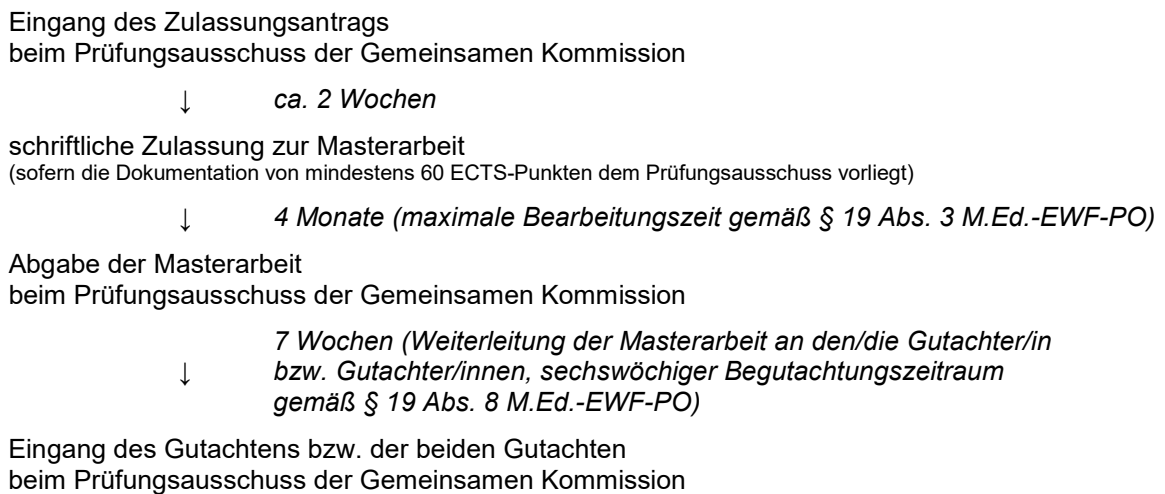 Eingang des Zulassungsantrags
beim Prüfungsausschuss der Gemeinsamen Kommission
↓ ca. 2 Wochen
schriftliche Zulassung zur Masterarbeit
(sofern die Dokumentation von mindestens 60 ECTS-Punkten dem Prüfungsausschuss vorliegt)
↓ 4 Monate (maximale Bearbeitungszeit gemäß § 19 Abs. 3 M.Ed.-EWF-PO)
Abgabe der Masterarbeit
beim Prüfungsausschuss der Gemeinsamen Kommission
7 Wochen (Weiterleitung der Masterarbeit an den/die Gutachter/in
↓ bzw. Gutachter/innen, sechswöchiger Begutachtungszeitraum
gemäß § 19 Abs. 8 M.Ed.-EWF-PO)
Eingang des Gutachtens bzw. der beiden Gutachten
beim Prüfungsausschuss der Gemeinsamen Kommission